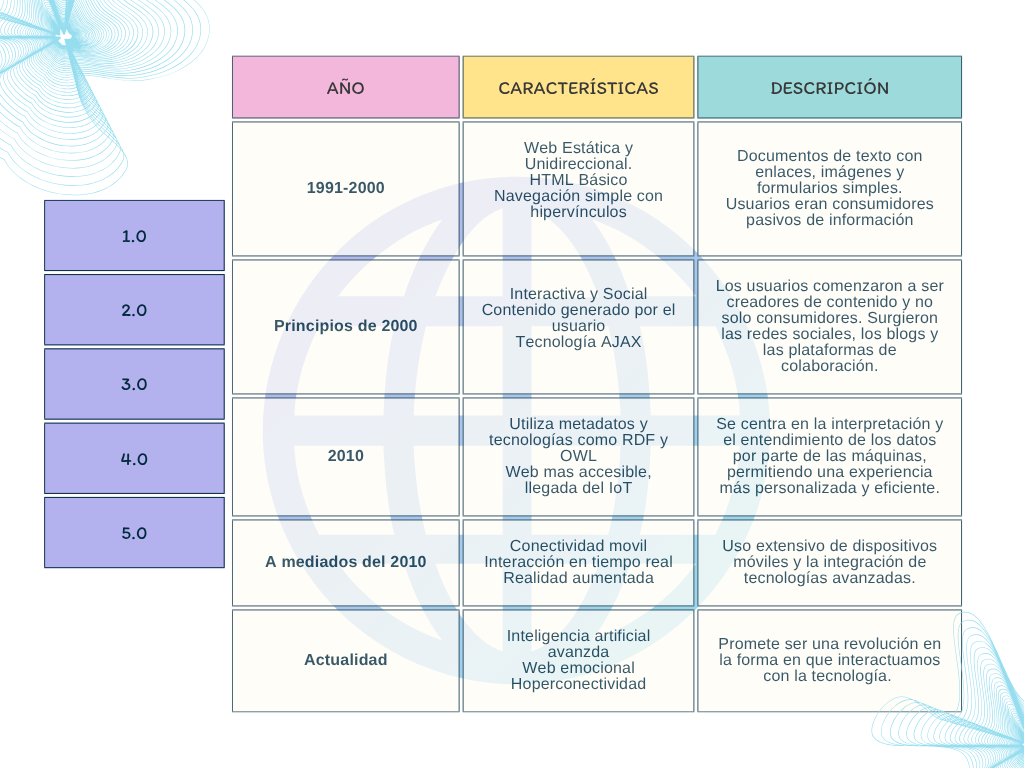 AÑO
CARACTERÍSTICAS
DESCRIPCIÓN
1.0
1991-2000
Web Estática y
Unidireccional.
HTML Básico
Navegación simple con
hipervínculos
Documentos de texto con
enlaces, imágenes y
formularios simples.
Usuarios eran consumidores
pasivos de información
2.0
Principios de 2000
Interactiva y Social
Contenido generado por el
usuario
Tecnología AJAX
Los usuarios comenzaron a ser
creadores de contenido y no
solo consumidores. Surgieron
las redes sociales, los blogs y
las plataformas de
colaboración.
3.0
2010
Utiliza metadatos y
tecnologías como RDF y
OWL
Web mas accesible,
llegada del IoT
Se centra en la interpretación y
el entendimiento de los datos
por parte de las máquinas,
permitiendo una experiencia
más personalizada y eficiente.
4.0
A mediados del 2010
Conectividad movil
Interacción en tiempo real
Realidad aumentada
Uso extensivo de dispositivos
móviles y la integración de
tecnologías avanzadas.
5.0
Actualidad
Inteligencia artificial
avanzda
Web emocional
Hoperconectividad
Promete ser una revolución en
la forma en que interactuamos
con la tecnología.